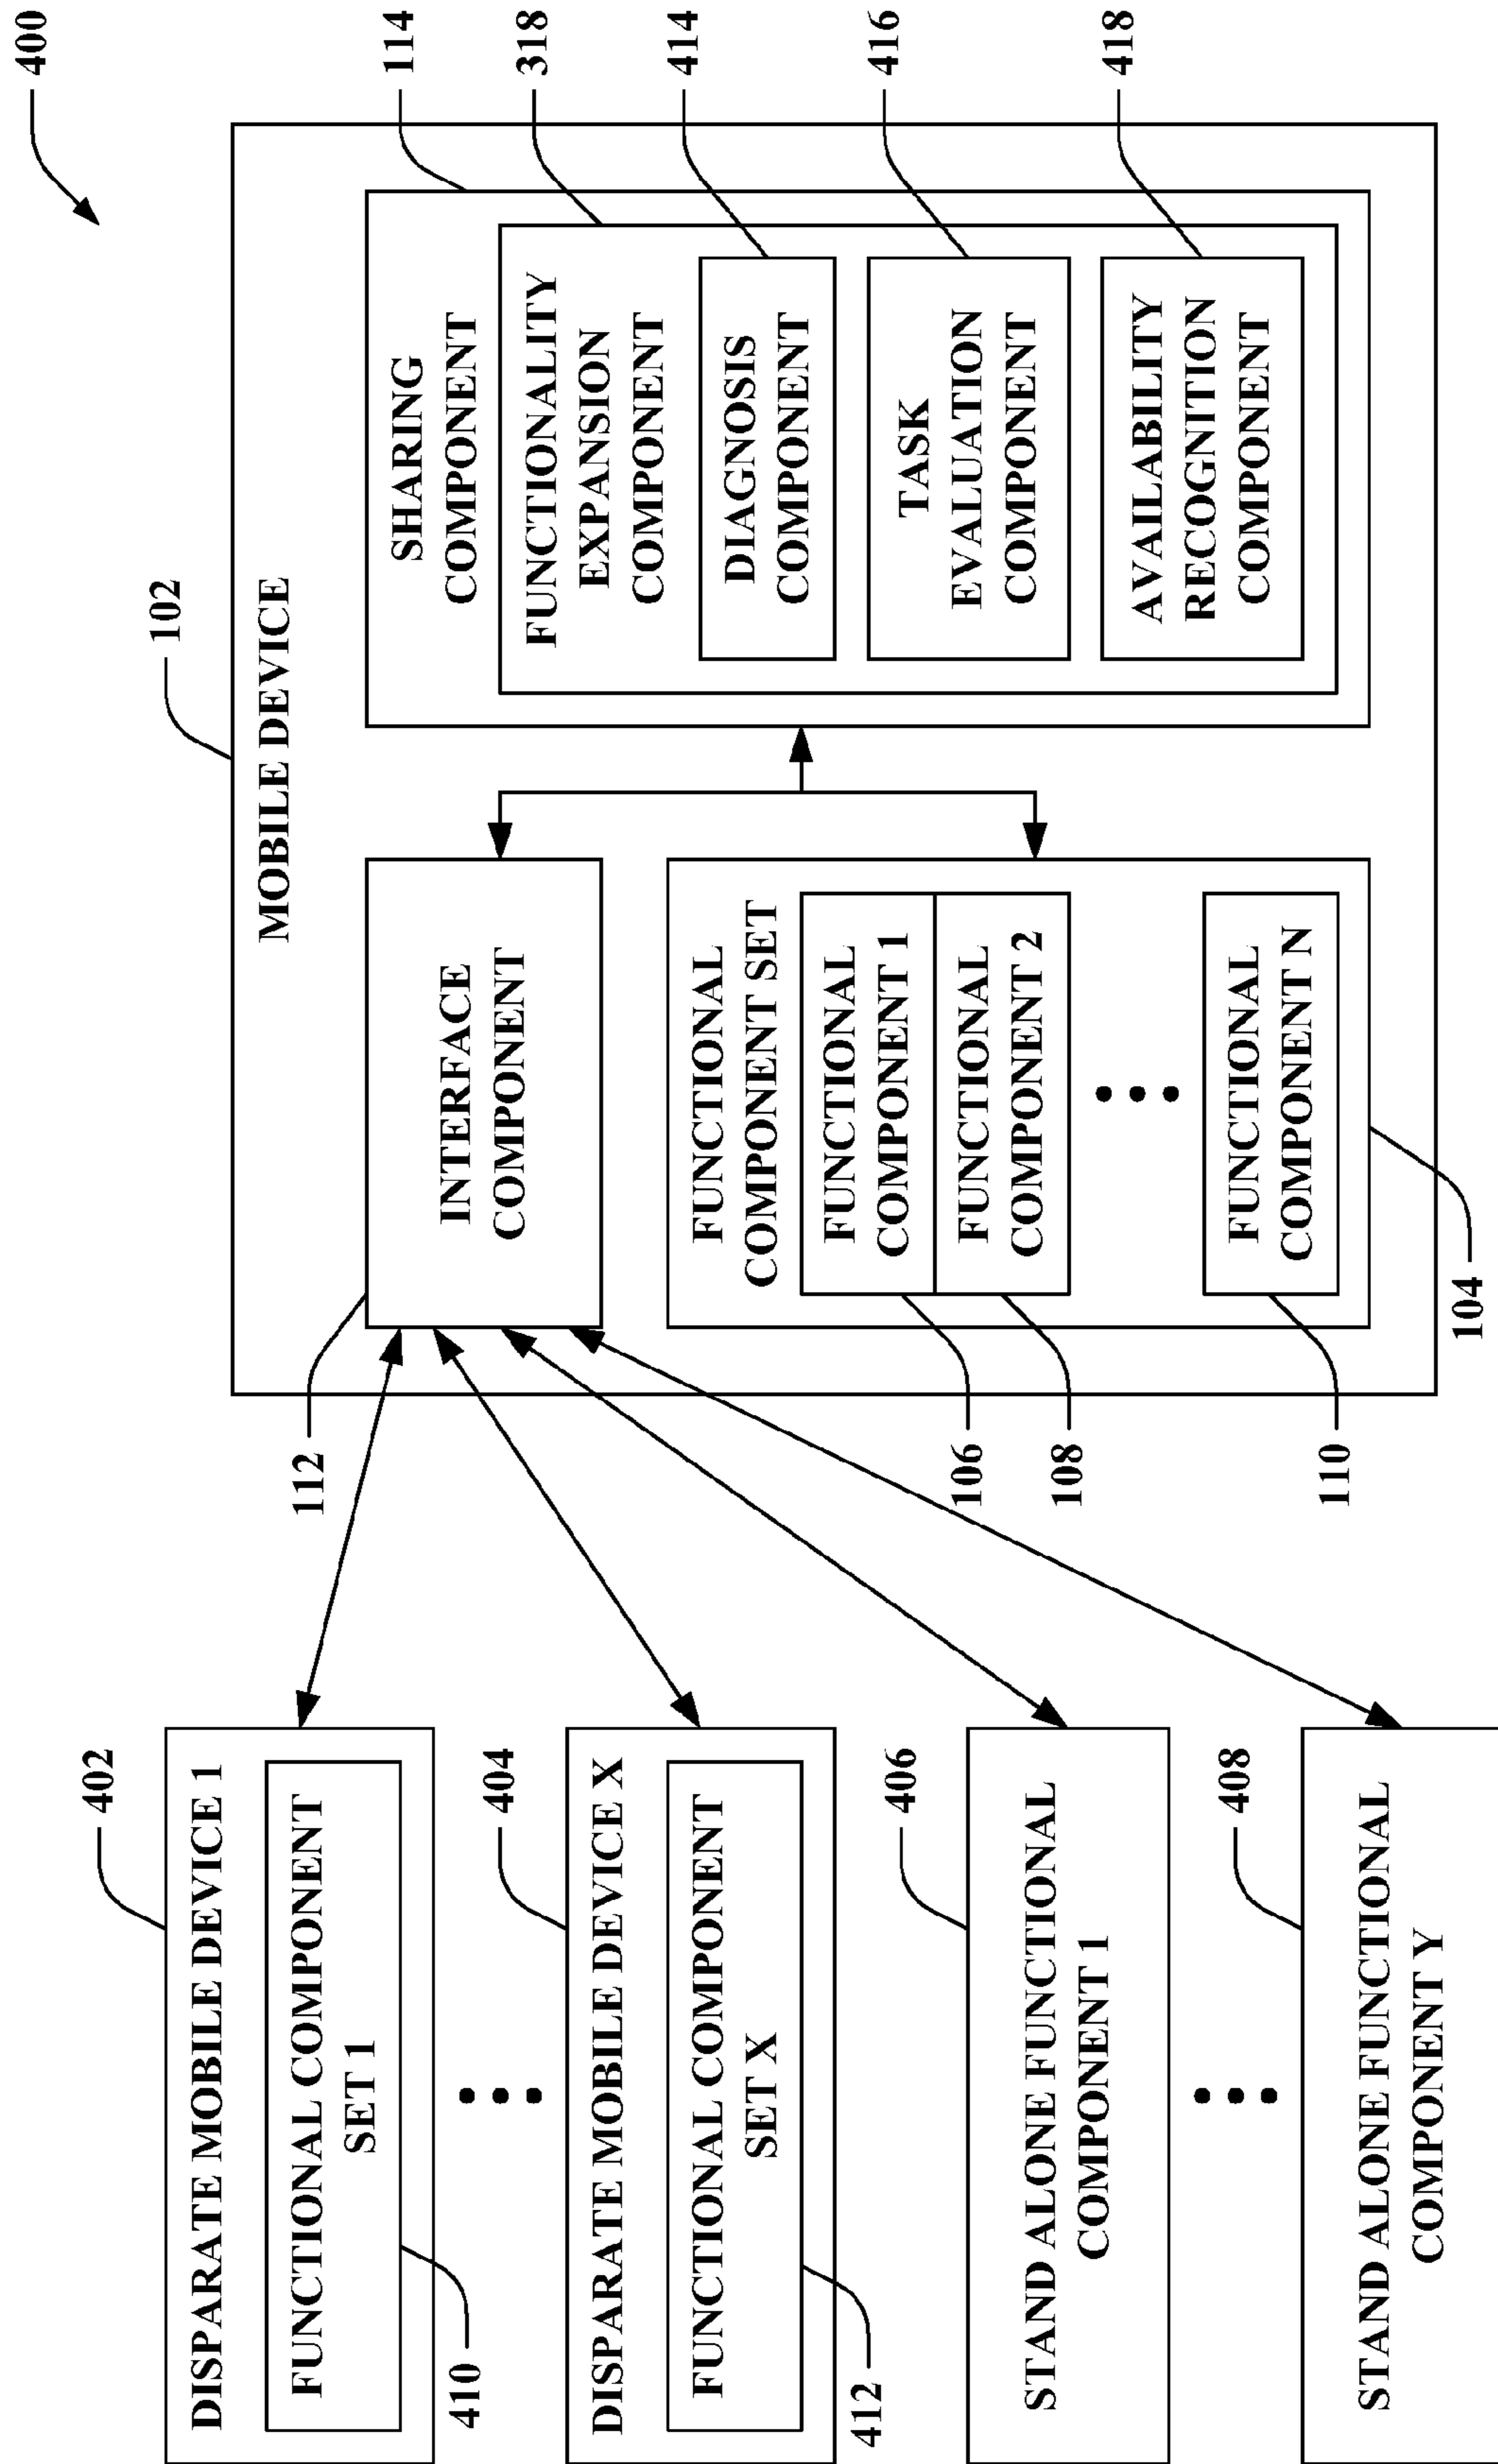 400
402
DISPARATE MOBILE DEVICE 1
FUNCTIONAL COMPONENT
SET 1
410
404
DISPARATE MOBILE DEVICE X
FUNCTIONAL COMPONENT
SET X
412
406
STAND ALONE FUNCTIONAL
COMPONENT 1
408
STAND ALONE FUNCTIONAL
COMPONENT Y
102
MOBILE DEVICE
112
INTERFACE
COMPONENT
FUNCTIONAL
COMPONENT SET
FUNCTIONAL
COMPONENT 1
FUNCTIONAL
COMPONENT 2
FUNCTIONAL
COMPONENT N
106
108
110
104
SHARING
COMPONENT
FUNCTIONALITY
EXPANSION
COMPONENT
DIAGNOSIS
COMPONENT
TASK
EVALUATION
COMPONENT
AVAILABILITY
RECOGNITION
COMPONENT
114
318
414
416
418